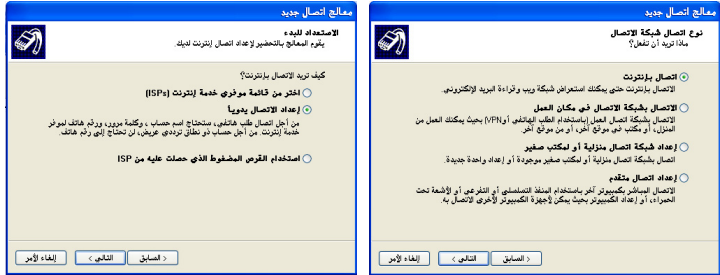 معالج اتصال جديد
نوع اتصال شبكة الاتصال
ماذا تريد أن تفعل؟
اتصال بإنترنت
الاتصال بإنترنت حتى يمكنك استعراض شبكة ويب وقراءة البريد الإلكتروني.
الاتصال بشبكة الاتصال في مكان العمل
الاتصال بشبكة اتصال العمل (باستخدام الطلب الهاتفي أو VPN) بحيث يمكنك العمل من
المنزل، أو مكتب في موقع آخر، أو من موقع آخر.
إعداد شبكة اتصال منزلية أو لمكتب صغير
الاتصال بشبكة اتصال منزلية أو لمكتب صغير موجودة أو إعداد واحدة جديدة.
إعداد اتصال متقدم
الاتصال المباشر بكمبيوتر آخر باستخدام المنفذ التسلسلي أو التفرعي أو الأشعة تحت
الحمراء، أو إعداد الكمبيوتر بحيث يمكن لأجهزة الكمبيوتر الأخرى الاتصال به.
< السابق
التالي >
إلغاء الأمر
معالج اتصال جديد
الاستعداد للبدء
يقوم المعالج بالتحضير لإعداد اتصال إنترنت لديك.
كيف تريد الاتصال بإنترنت؟
اختر من قائمة موفري خدمة إنترنت (ISPs)
إعداد الاتصال يدوياً
من أجل اتصال طلب هاتفي، ستحتاج اسم حساب ، وكلمة مرور، ورقم هاتف لموفر
خدمة إنترنت. من أجل حساب ذو نطاق ترددي عريض، لن تحتاج إلى رقم هاتف.
استخدام القرص المضغوط الذي حصلت عليه من ISP
< السابق
التالي >
إلغاء الأمر